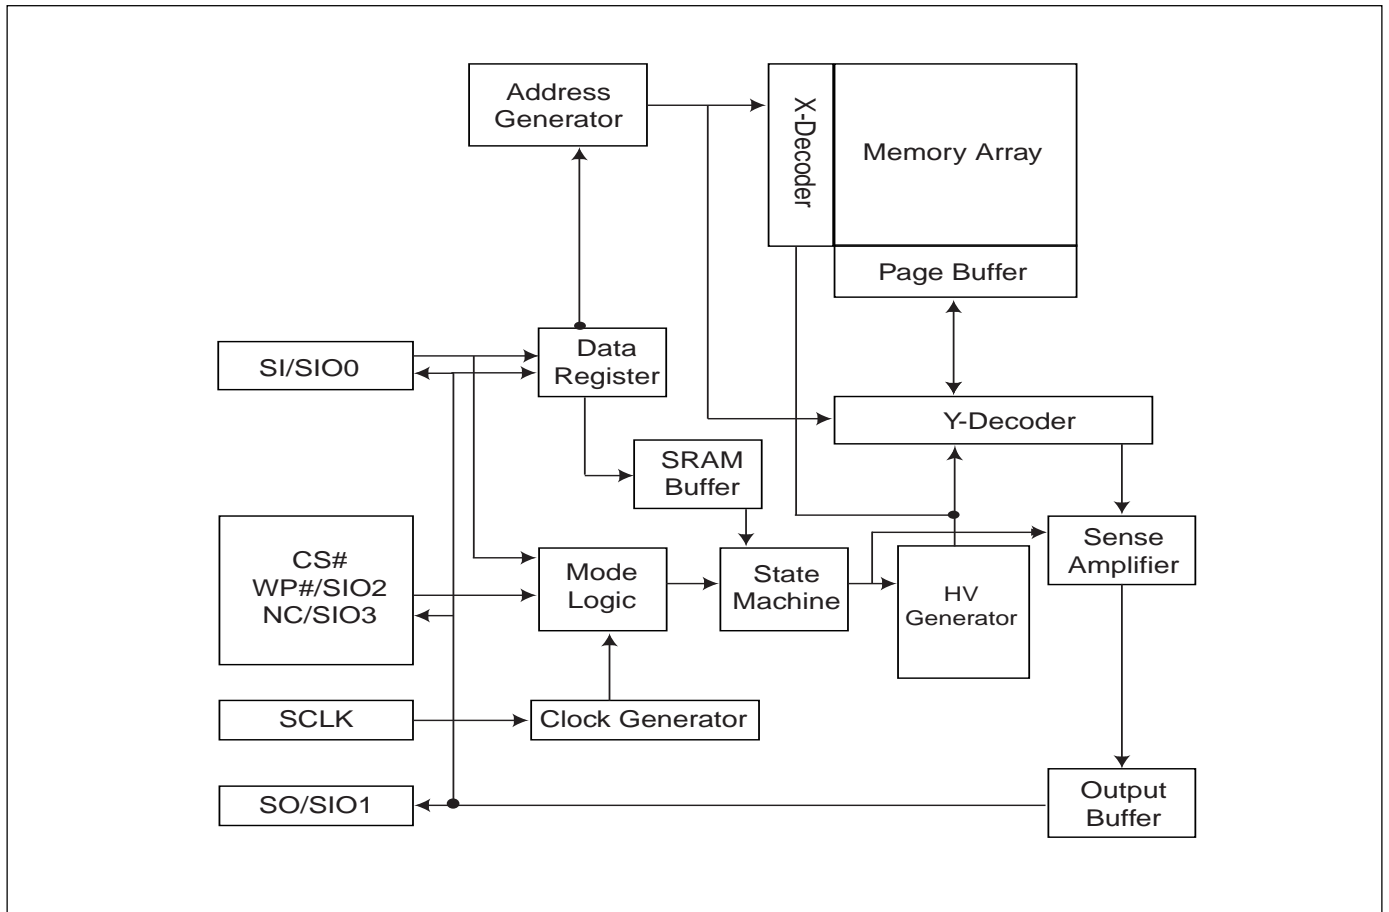 Address
Generator
X-Decoder
Memory Array
Page Buffer
SI/SIO0
Data
Register
Y-Decoder
SRAM
Buffer
CS#
WP#/SIO2
NC/SIO3
Mode
Logic
State
Machine
HV
Generator
Sense
Amplifier
SCLK
Clock Generator
SO/SIO1
Output
Buffer